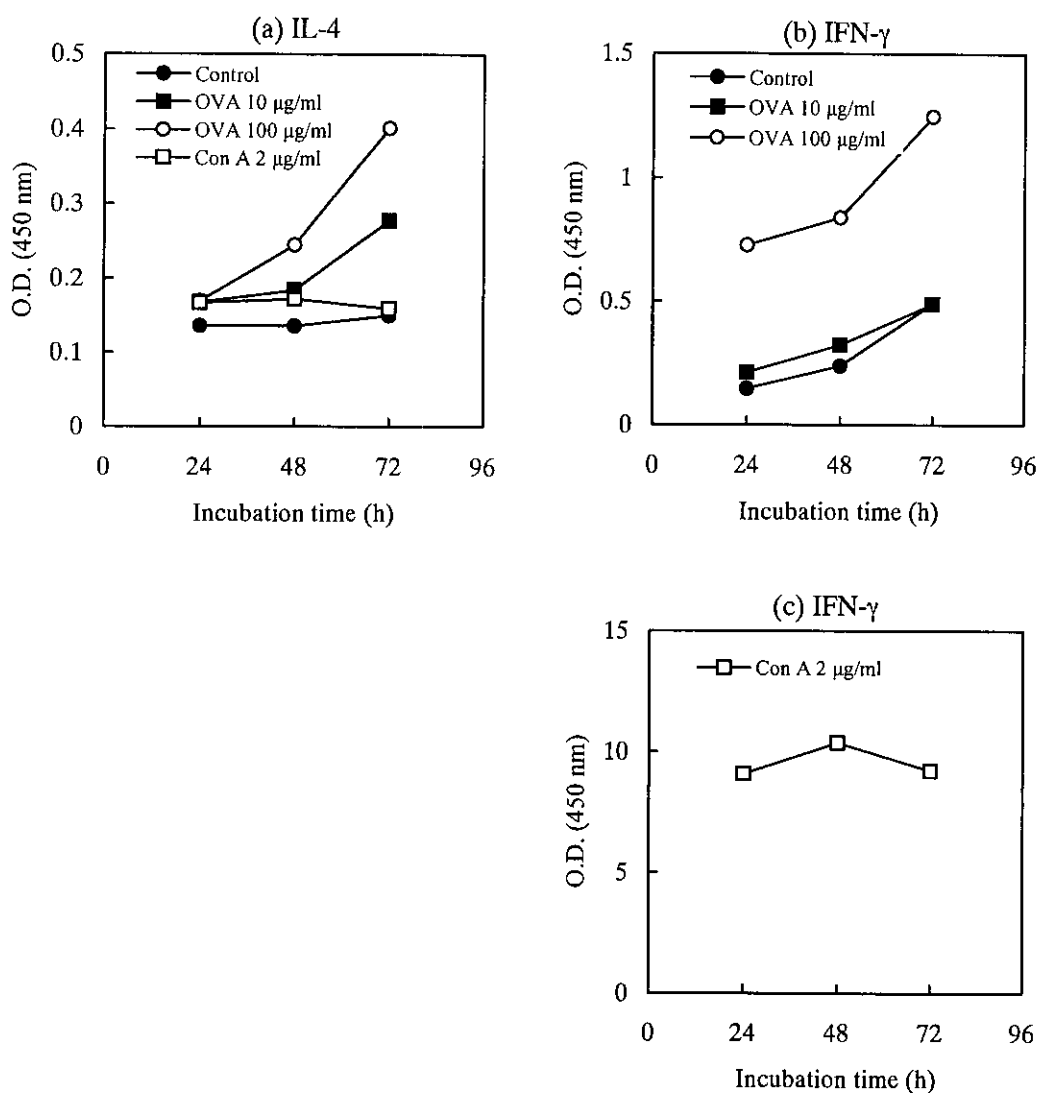 (a) IL-4
0.5
0.4
0.3
0.2
0.1
0
O.D. (450 nm)
Control
OVA 10 μg/ml
OVA 100 μg/ml
Con A 2 μg/ml
0 24 48 72 96
Incubation time (h)
(b) IFN-γ
1.5
1
0.5
0
O.D. (450 nm)
Control
OVA 10 μg/ml
OVA 100 μg/ml
0 24 48 72 96
Incubation time (h)
(c) IFN-γ
15
10
5
0
O.D. (450 nm)
Con A 2 μg/ml
0 24 48 72 96
Incubation time (h)